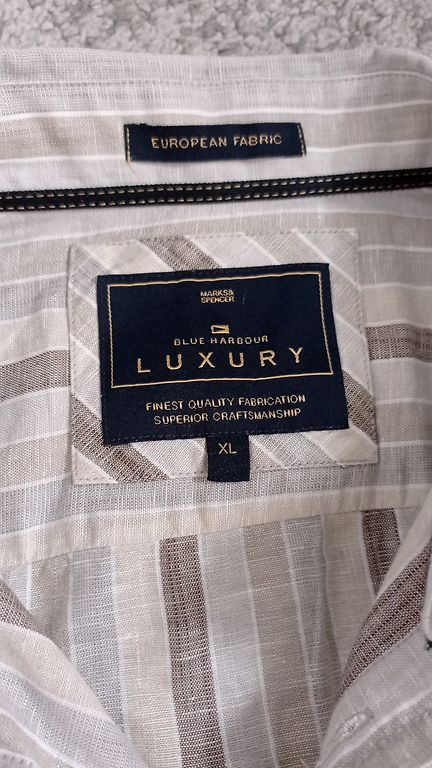 EUROPEAN FABRIC
MARKS&
SPENCER
BLUE HARBOUR
LUXURY
FINEST QUALITY FABRICATION
SUPERIOR CRAFTSMANSHIP
XL